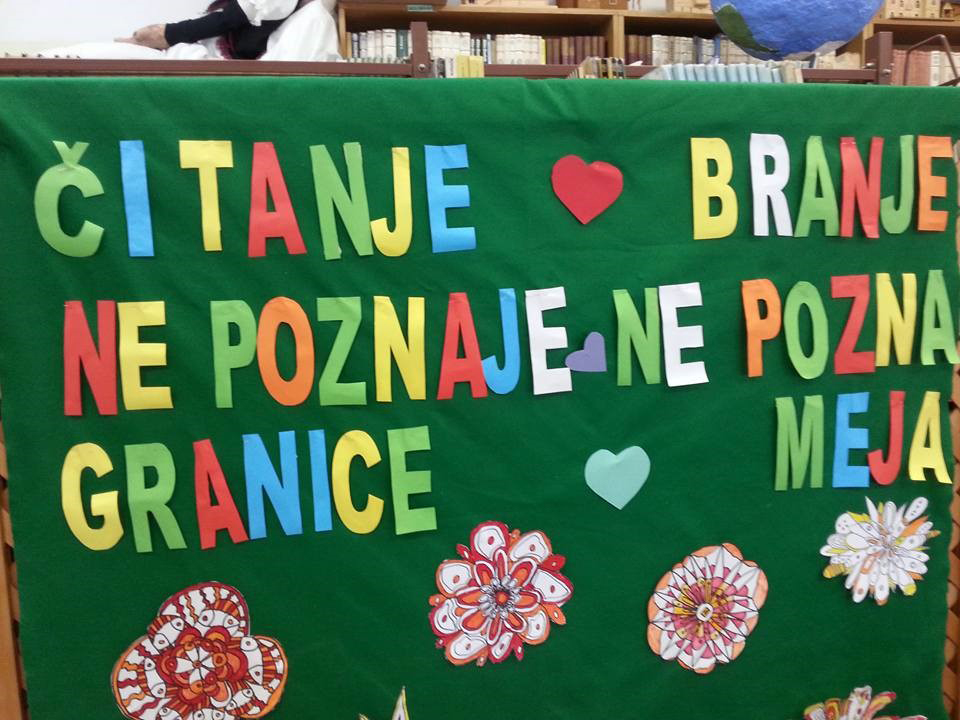 ČITANJE
NE POZNAJE
GRANICE
BRANJE
NE POZNA
MEJA